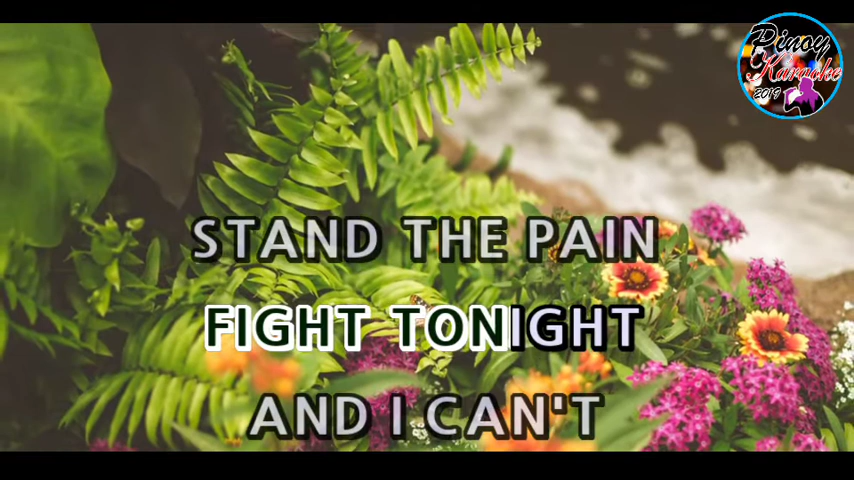 Pinoy
Karaoke
2019
STAND THE PAIN
FIGHT TONIGHT
AND I CAN'T